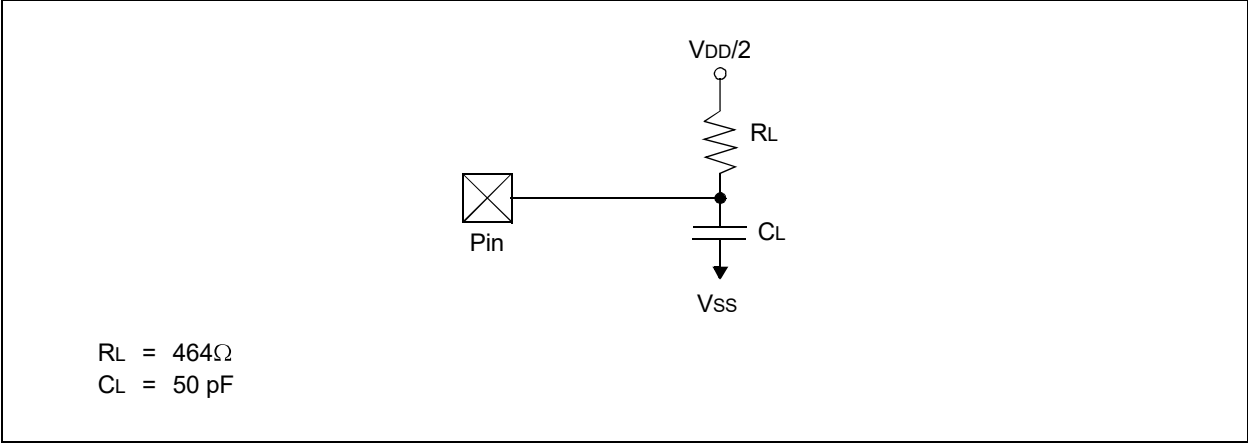 VDD/2
RL
Pin
CL
VSS
RL = 464Ω
CL = 50 pF